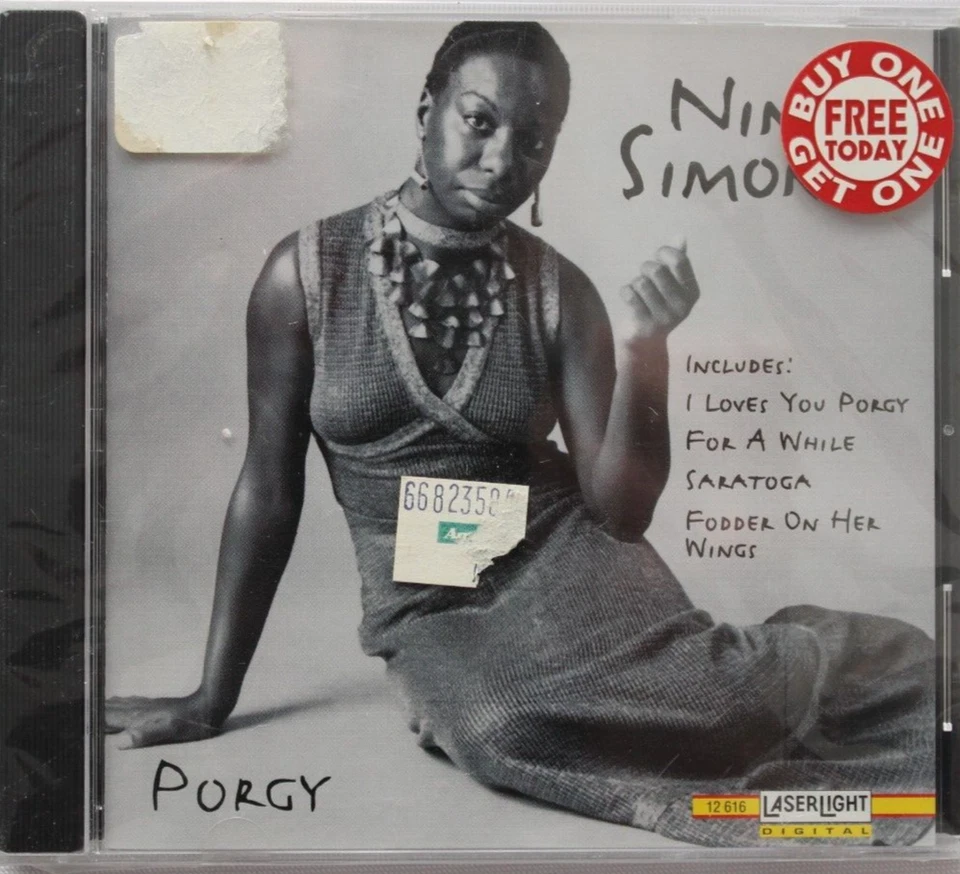 NIN
SIMON
BUY ONE
FREE
TODAY
GET ONE
INCLUDES:
I LOVES YOU PORGY
FOR A WHILE
SARATOGA
FODDER ON HER
WINGS
6682350
PORGY
12 616
LASERLIGHT
DIGITAL